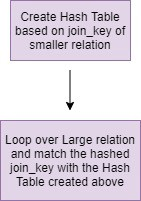 Create Hash Table
based on join_key of
smaller relation
Loop over Large relation
and match the hashed
join_key with the Hash
Table created above